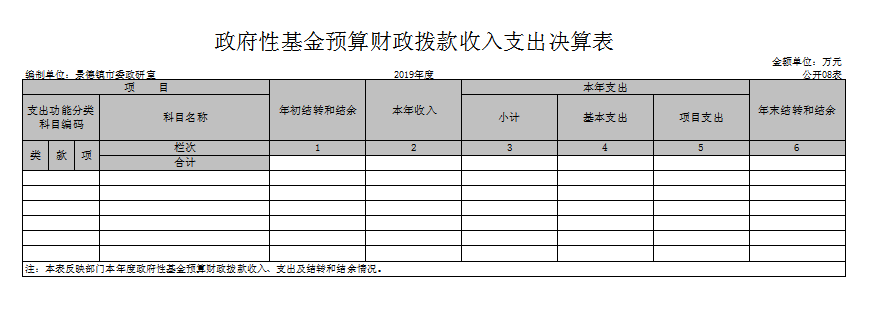 政府性基金预算财政拨款收入支出决算表
金额单位：万元
编制单位：景德镇市委政研室 2019年度 公开08表
项 目 年初结转和结余 本年收入 本年支出 年末结转和结余
支出功能分类科目编码 科目名称 小计 基本支出 项目支出
类 款 项 栏次 1 2 3 4 5 6
合计
注：本表反映部门本年度政府性基金预算财政拨款收入、支出及结转和结余情况。